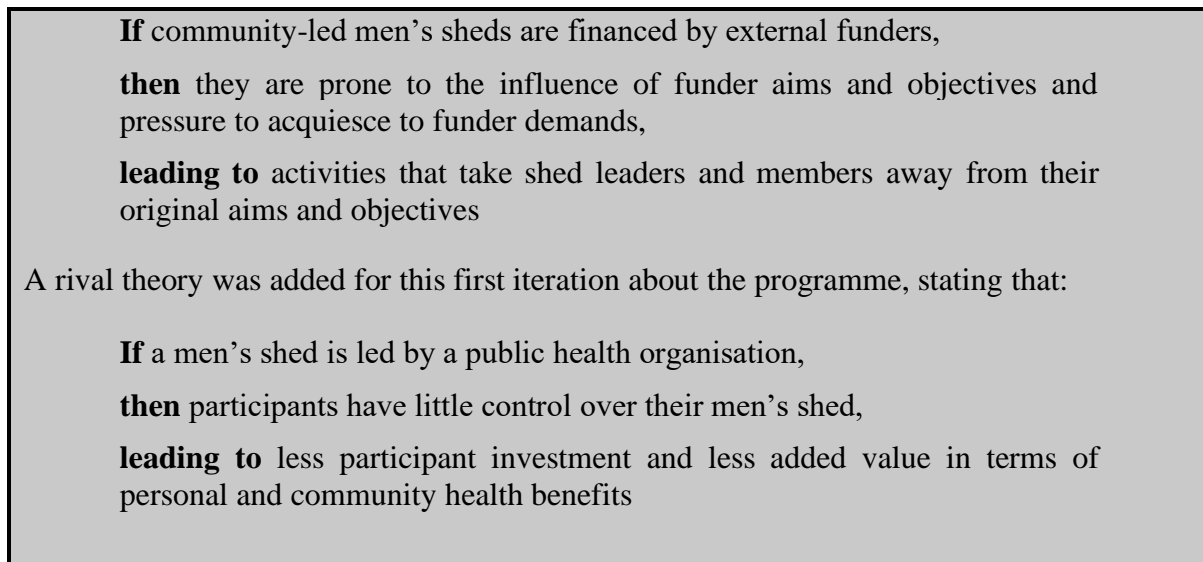 If community-led men’s sheds are financed by external funders,
then they are prone to the influence of funder aims and objectives and
pressure to acquiesce to funder demands,
leading to activities that take shed leaders and members away from their
original aims and objectives
A rival theory was added for this first iteration about the programme, stating that:
If a men’s shed is led by a public health organisation,
then participants have little control over their men’s shed,
leading to less participant investment and less added value in terms of
personal and community health benefits